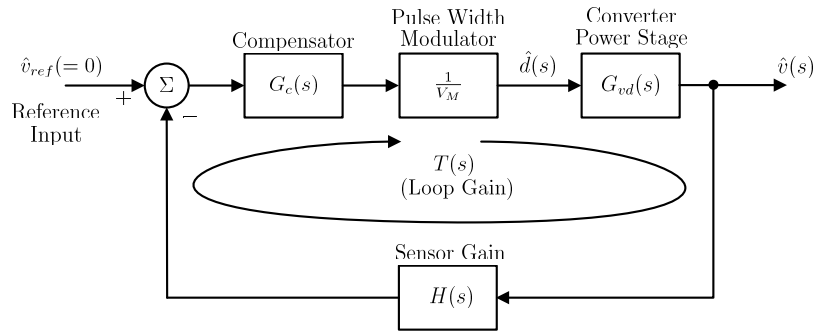 Pulse Width
Modulator
Converter
Power Stage
Compensator
v̂_ref(= 0)
+
Σ
−
G_c(s)
1/V_M
d̂(s)
G_vd(s)
v̂(s)
Reference
Input
T(s)
(Loop Gain)
Sensor Gain
H(s)